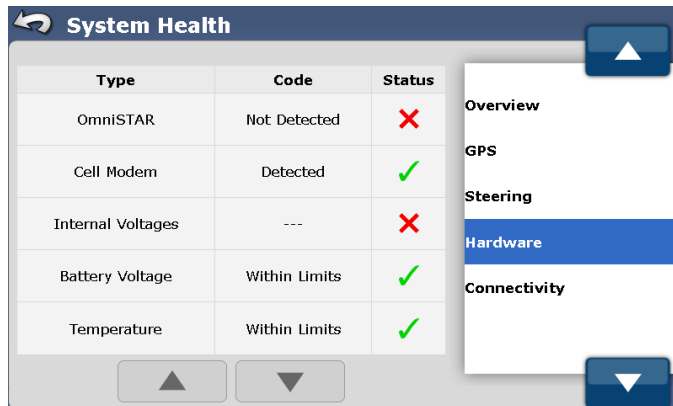 System Health
Type Code Status
OmniSTAR Not Detected
Cell Modem Detected
Internal Voltages ---
Battery Voltage Within Limits
Temperature Within Limits
Overview
GPS
Steering
Hardware
Connectivity